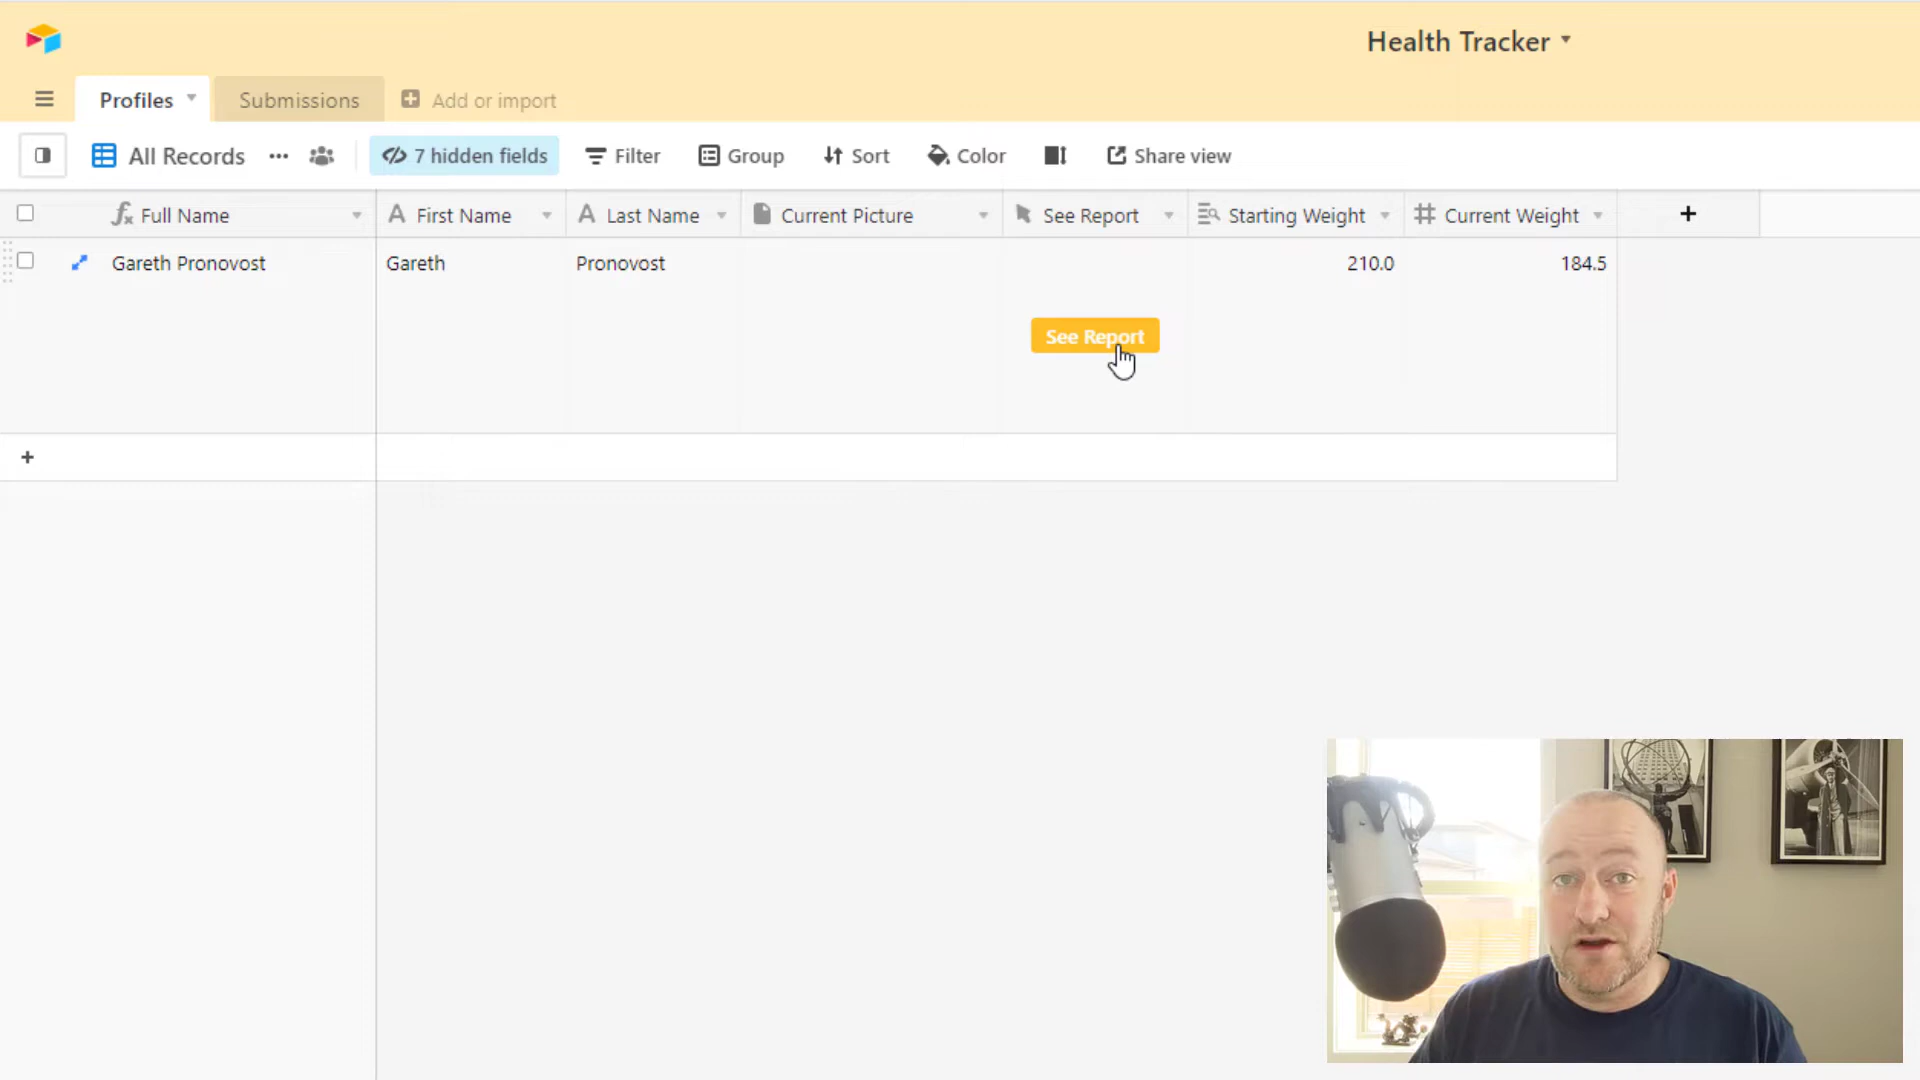 Health Tracker
Profiles Submissions Add or import
All Records ... 7 hidden fields Filter Group Sort Color Share view
Full Name First Name Last Name Current Picture See Report Starting Weight Current Weight +
Gareth Pronovost Gareth Pronovost 210.0 184.5
See Report
+